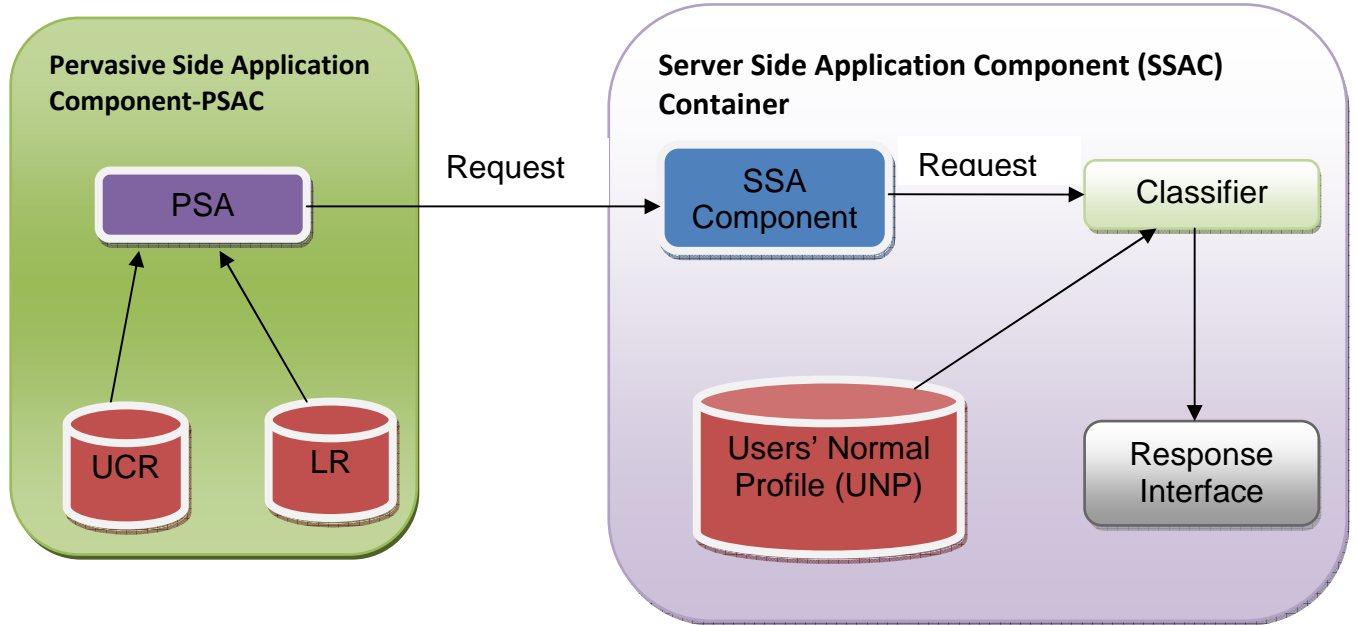 Pervasive Side Application
Component-PSAC
PSA
UCR
LR
Request
Server Side Application Component (SSAC)
Container
SSA
Component
Request
Classifier
Users’ Normal
Profile (UNP)
Response
Interface